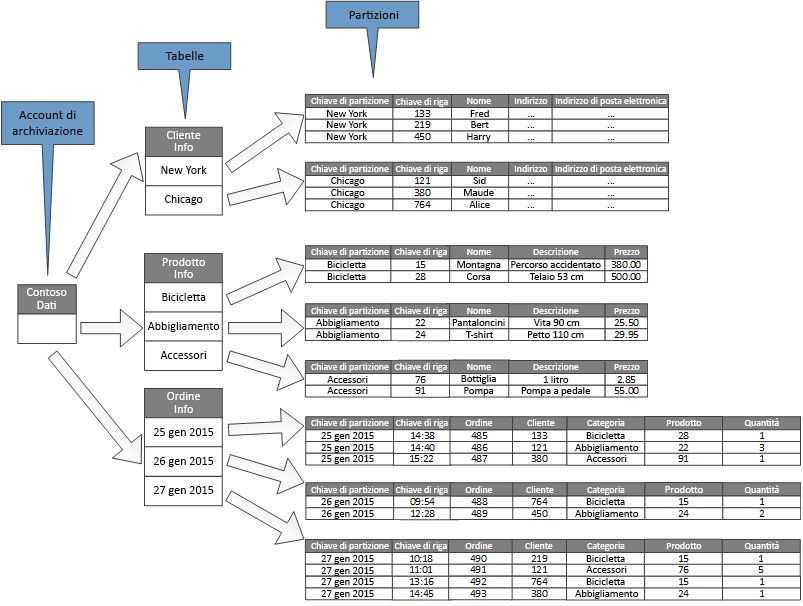 Partizioni
Tabelle
Account di
archiviazione
Contoso
Dati
Cliente
Info
New York
Chicago
Prodotto
Info
Bicicletta
Abbigliamento
Accessori
Ordine
Info
25 gen 2015
26 gen 2015
27 gen 2015
Chiave di partizione Chiave di riga Nome Indirizzo Indirizzo di posta elettronica
New York 133 Fred ... ...
New York 219 Bert ... ...
New York 450 Harry ... ...
Chiave di partizione Chiave di riga Nome Indirizzo Indirizzo di posta elettronica
Chicago 121 Sid ... ...
Chicago 380 Maude ... ...
Chicago 764 Alice ... ...
Chiave di partizione Chiave di riga Nome Descrizione Prezzo
Bicicletta 15 Montagna Percorso accidentato 380.00
Bicicletta 28 Corsa Telaio 53 cm 500.00
Chiave di partizione Chiave di riga Nome Descrizione Prezzo
Abbigliamento 22 Pantaloncini Vita 90 cm 25.50
Abbigliamento 24 T-shirt Petto 110 cm 29.95
Chiave di partizione Chiave di riga Nome Descrizione Prezzo
Accessori 76 Bottiglia 1 litro 2.85
Accessori 91 Pompa Pompa a pedale 55.00
Chiave di partizione Chiave di riga Ordine Cliente Categoria Prodotto Quantità
25 gen 2015 14:38 485 133 Bicicletta 28 1
25 gen 2015 14:40 486 121 Abbigliamento 22 3
25 gen 2015 15:22 487 380 Accessori 91 1
Chiave di partizione Chiave di riga Ordine Cliente Categoria Prodotto Quantità
26 gen 2015 09:54 488 764 Bicicletta 15 1
26 gen 2015 12:28 489 450 Abbigliamento 24 2
Chiave di partizione Chiave di riga Ordine Cliente Categoria Prodotto Quantità
27 gen 2015 10:18 490 219 Bicicletta 15 1
27 gen 2015 11:01 491 121 Accessori 76 5
27 gen 2015 13:16 492 764 Bicicletta 15 1
27 gen 2015 14:45 493 380 Abbigliamento 24 1